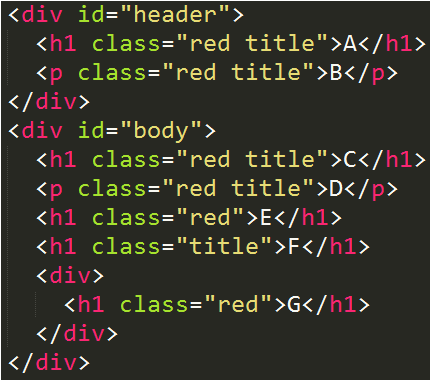 <div id="header">
  <h1 class="red title">A</h1>
  <p class="red title">B</p>
</div>
<div id="body">
  <h1 class="red title">C</h1>
  <p class="red title">D</p>
  <h1 class="red">E</h1>
  <h1 class="title">F</h1>
  <div>
    <h1 class="red">G</h1>
  </div>
</div>